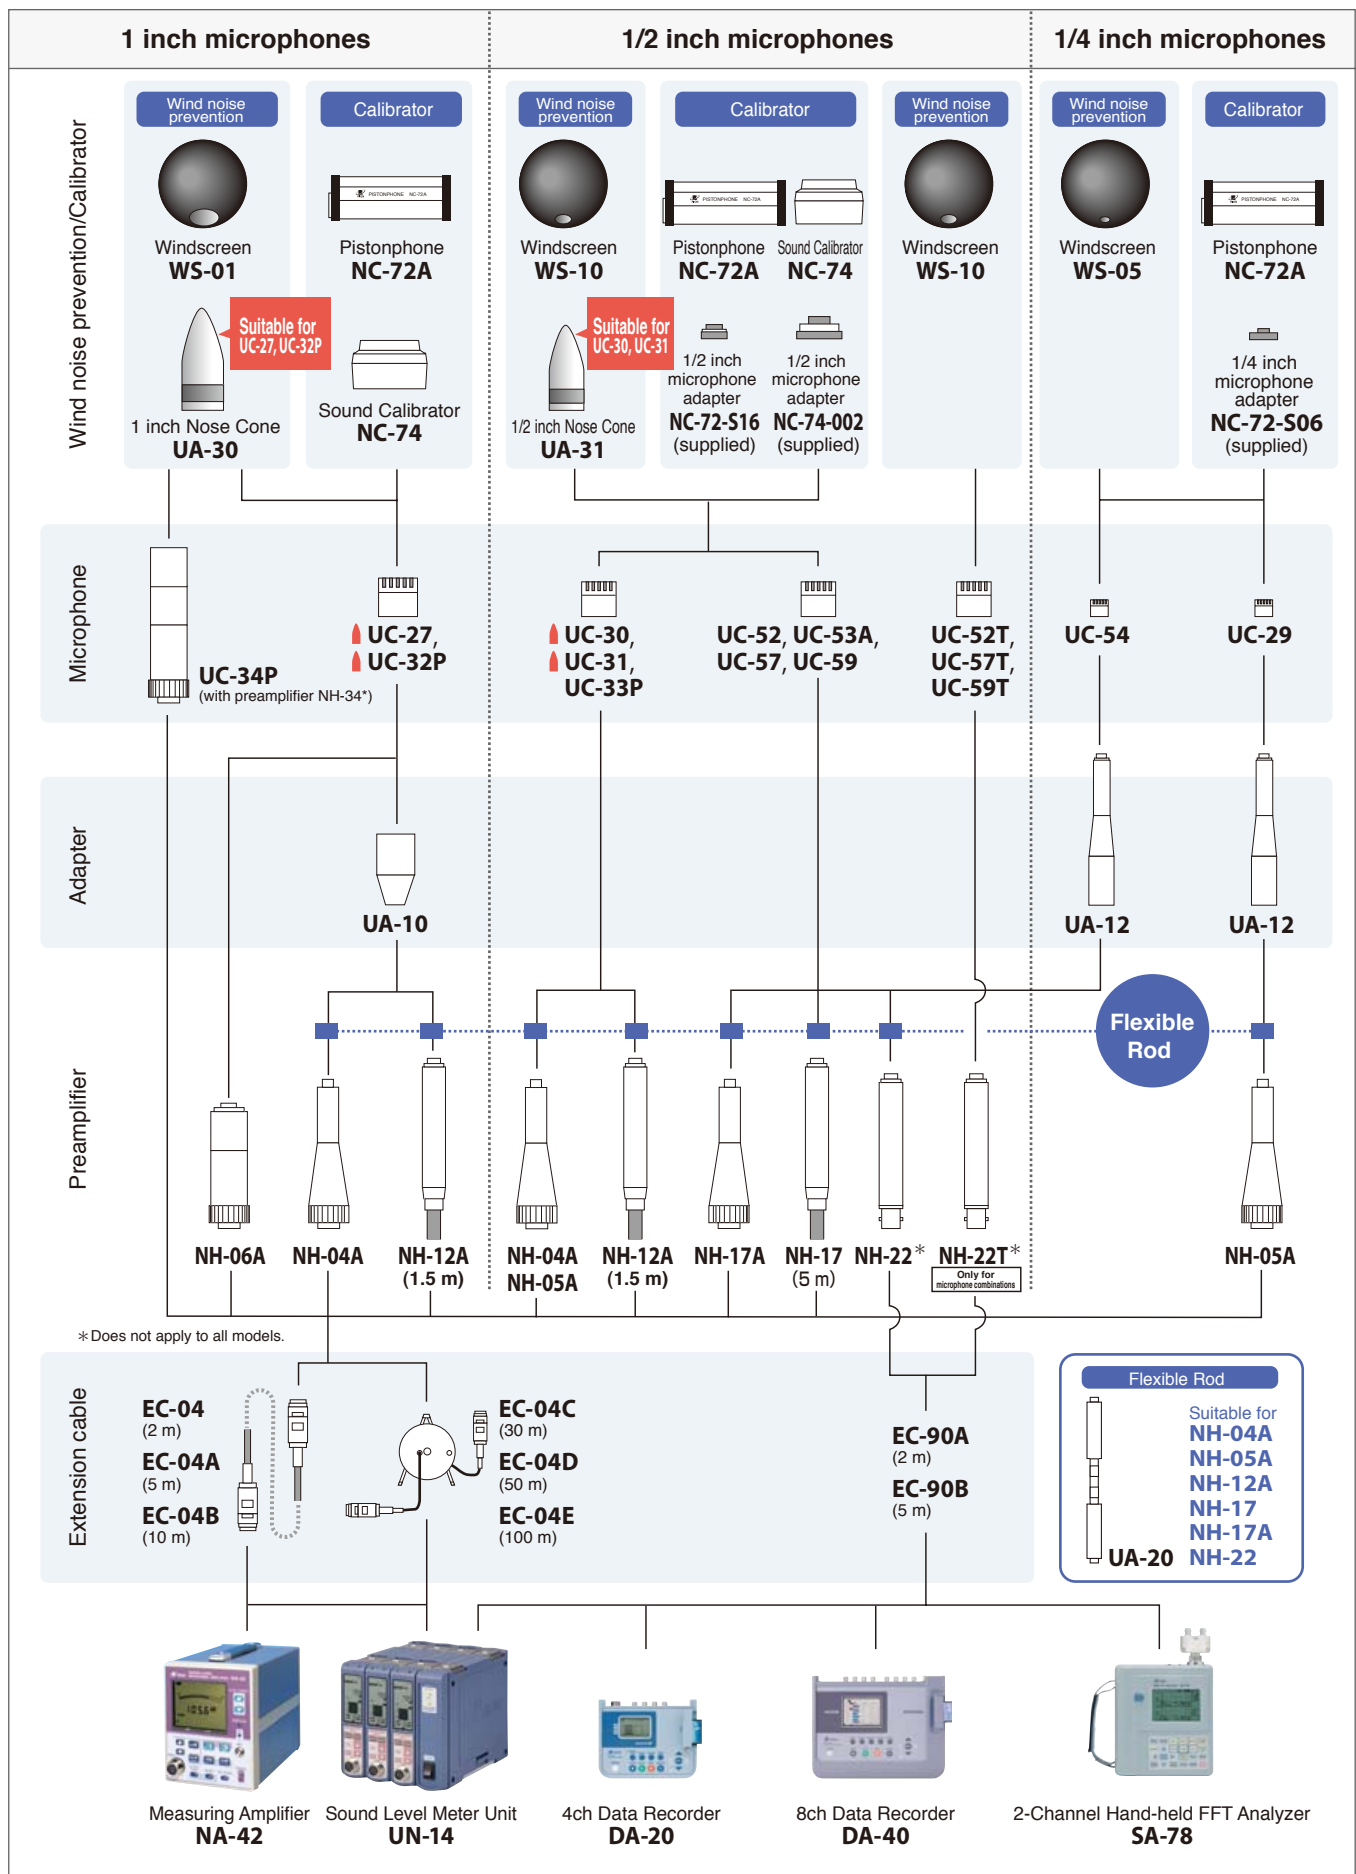 1 inch microphones
1/2 inch microphones
1/4 inch microphones
Wind noise prevention/Calibrator
Wind noise
prevention
Windscreen
WS-01
Suitable for
UC-27, UC-32P
1 inch Nose Cone
UA-30
Calibrator
PISTONPHONE NC-72A
Pistonphone
NC-72A
Sound Calibrator
NC-74
Wind noise
prevention
Windscreen
WS-10
Suitable for
UC-30, UC-31
1/2 inch Nose Cone
UA-31
Calibrator
PISTONPHONE NC-72A
Pistonphone
NC-72A
1/2 inch
microphone
adapter
NC-72-S16
(supplied)
Sound Calibrator
NC-74
1/2 inch
microphone
adapter
NC-74-002
(supplied)
Wind noise
prevention
Windscreen
WS-10
Wind noise
prevention
Windscreen
WS-05
Calibrator
PISTONPHONE NC-72A
Pistonphone
NC-72A
1/4 inch
microphone
adapter
NC-72-S06
(supplied)
Microphone
UC-34P
(with preamplifier NH-34*)
UC-27,
UC-32P
UC-30,
UC-31,
UC-33P
UC-52, UC-53A,
UC-57, UC-59
UC-52T,
UC-57T,
UC-59T
UC-54
UC-29
Adapter
UA-10
UA-12
UA-12
Flexible
Rod
Preamplifier
NH-06A
NH-04A
NH-12A
(1.5 m)
NH-04A
NH-05A
NH-12A
(1.5 m)
NH-17A
NH-17
(5 m)
NH-22*
NH-22T*
Only for
microphone combinations
NH-05A
*Does not apply to all models.
Extension cable
EC-04
(2 m)
EC-04A
(5 m)
EC-04B
(10 m)
EC-04C
(30 m)
EC-04D
(50 m)
EC-04E
(100 m)
EC-90A
(2 m)
EC-90B
(5 m)
Flexible Rod
Suitable for
NH-04A
NH-05A
NH-12A
NH-17
NH-17A
NH-22
UA-20
Measuring Amplifier
NA-42
Sound Level Meter Unit
UN-14
4ch Data Recorder
DA-20
8ch Data Recorder
DA-40
2-Channel Hand-held FFT Analyzer
SA-78